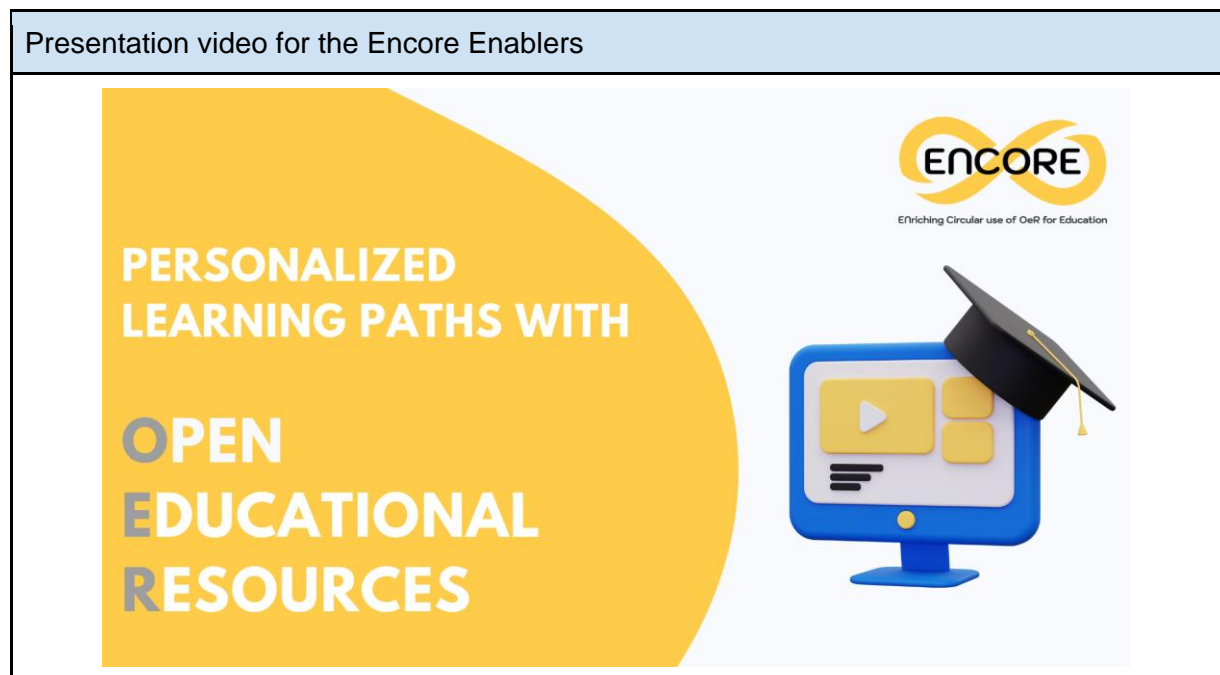 Presentation video for the Encore Enablers
ENCORE
ENriching Circular use of OeR for Education
PERSONALIZED
LEARNING PATHS WITH
OPEN
EDUCATIONAL
RESOURCES